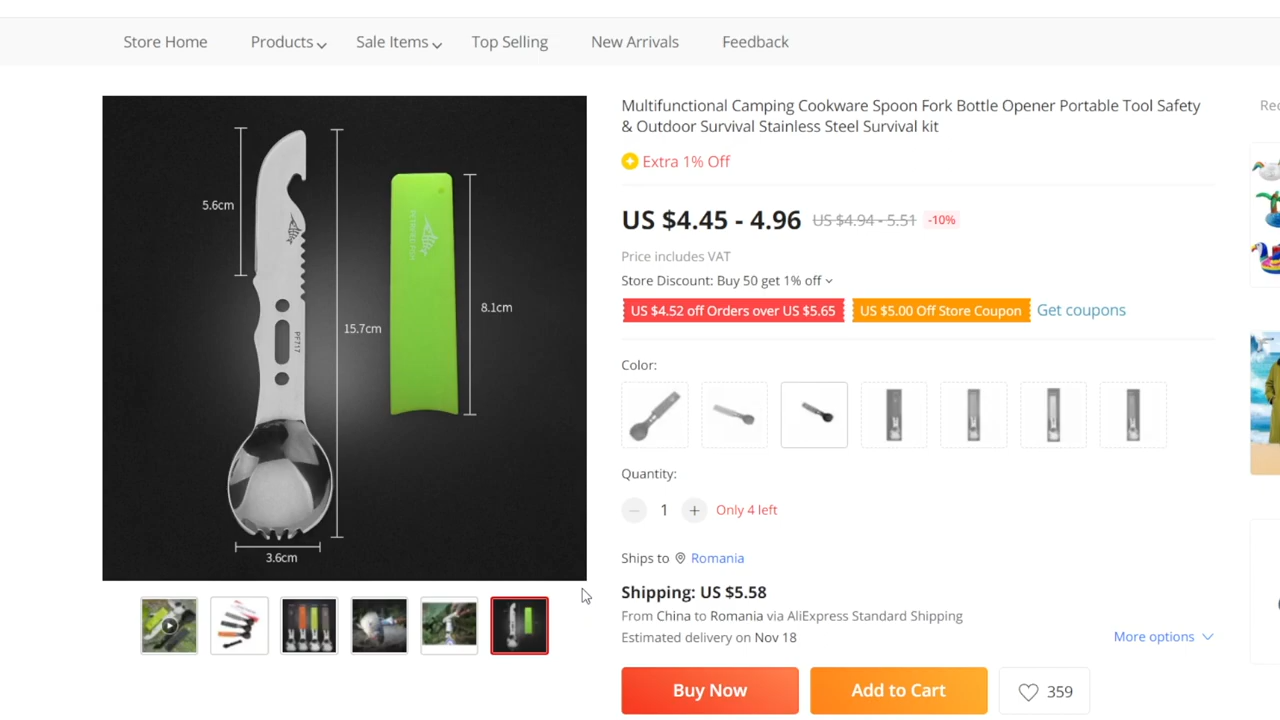 Store Home
Products
Sale Items
Top Selling
New Arrivals
Feedback
5.6cm
15.7cm
8.1cm
3.6cm
Multifunctional Camping Cookware Spoon Fork Bottle Opener Portable Tool Safety
& Outdoor Survival Stainless Steel Survival kit
Extra 1% Off
US $4.45 - 4.96 US $4.94 - 5.51 -10%
Price includes VAT
Store Discount: Buy 50 get 1% off
US $4.52 off Orders over US $5.65
US $5.00 Off Store Coupon
Get coupons
Color:
Quantity:
1
Only 4 left
Ships to Romania
Shipping: US $5.58
From China to Romania via AliExpress Standard Shipping
Estimated delivery on Nov 18
More options
Buy Now
Add to Cart
359